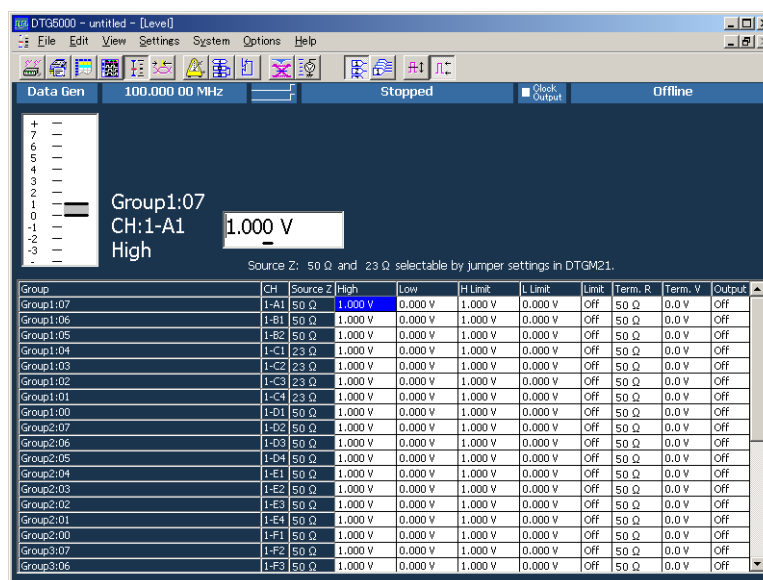 DTG5000 - untitled - [Level]
File Edit View Settings System Options Help
Data Gen 100.000 00 MHz Stopped Clock Output Offline
+
7
6
5
4
3
2
1
0
-1
-2
-3
-
Group1:07
CH:1-A1
High
1.000 V
Source Z: 50 Ω and 23 Ω selectable by jumper settings in DTGM21.
Group CH Source Z High Low H Limit L Limit Limit Term. R Term. V Output
Group1:07 1-A1 50 Ω 1.000 V 0.000 V 1.000 V 0.000 V Off 50 Ω 0.0 V Off
Group1:06 1-B1 50 Ω 1.000 V 0.000 V 1.000 V 0.000 V Off 50 Ω 0.0 V Off
Group1:05 1-B2 50 Ω 1.000 V 0.000 V 1.000 V 0.000 V Off 50 Ω 0.0 V Off
Group1:04 1-C1 23 Ω 1.000 V 0.000 V 1.000 V 0.000 V Off 50 Ω 0.0 V Off
Group1:03 1-C2 23 Ω 1.000 V 0.000 V 1.000 V 0.000 V Off 50 Ω 0.0 V Off
Group1:02 1-C3 23 Ω 1.000 V 0.000 V 1.000 V 0.000 V Off 50 Ω 0.0 V Off
Group1:01 1-C4 23 Ω 1.000 V 0.000 V 1.000 V 0.000 V Off 50 Ω 0.0 V Off
Group1:00 1-D1 50 Ω 1.000 V 0.000 V 1.000 V 0.000 V Off 50 Ω 0.0 V Off
Group2:07 1-D2 50 Ω 1.000 V 0.000 V 1.000 V 0.000 V Off 50 Ω 0.0 V Off
Group2:06 1-D3 50 Ω 1.000 V 0.000 V 1.000 V 0.000 V Off 50 Ω 0.0 V Off
Group2:05 1-D4 50 Ω 1.000 V 0.000 V 1.000 V 0.000 V Off 50 Ω 0.0 V Off
Group2:04 1-E1 50 Ω 1.000 V 0.000 V 1.000 V 0.000 V Off 50 Ω 0.0 V Off
Group2:03 1-E2 50 Ω 1.000 V 0.000 V 1.000 V 0.000 V Off 50 Ω 0.0 V Off
Group2:02 1-E3 50 Ω 1.000 V 0.000 V 1.000 V 0.000 V Off 50 Ω 0.0 V Off
Group2:01 1-E4 50 Ω 1.000 V 0.000 V 1.000 V 0.000 V Off 50 Ω 0.0 V Off
Group2:00 1-F1 50 Ω 1.000 V 0.000 V 1.000 V 0.000 V Off 50 Ω 0.0 V Off
Group3:07 1-F2 50 Ω 1.000 V 0.000 V 1.000 V 0.000 V Off 50 Ω 0.0 V Off
Group3:06 1-F3 50 Ω 1.000 V 0.000 V 1.000 V 0.000 V Off 50 Ω 0.0 V Off